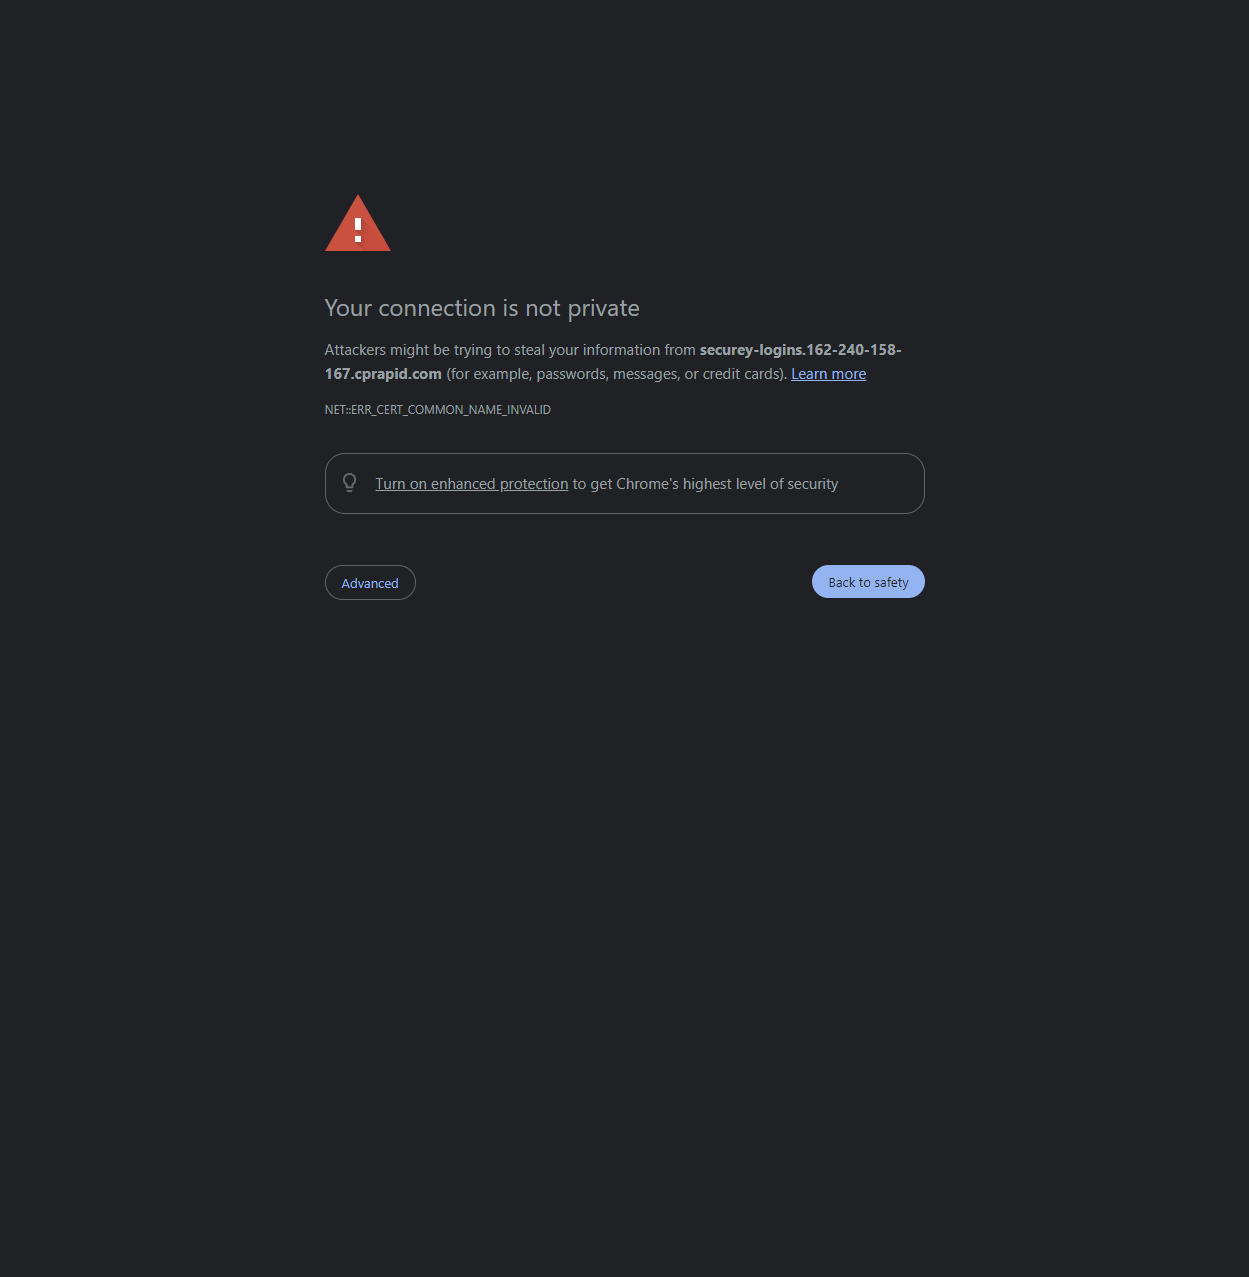 Your connection is not private
Attackers might be trying to steal your information from securey-logins.162-240-158-
167.cprapid.com (for example, passwords, messages, or credit cards). Learn more
NET::ERR_CERT_COMMON_NAME_INVALID
Turn on enhanced protection to get Chrome's highest level of security
Advanced
Back to safety